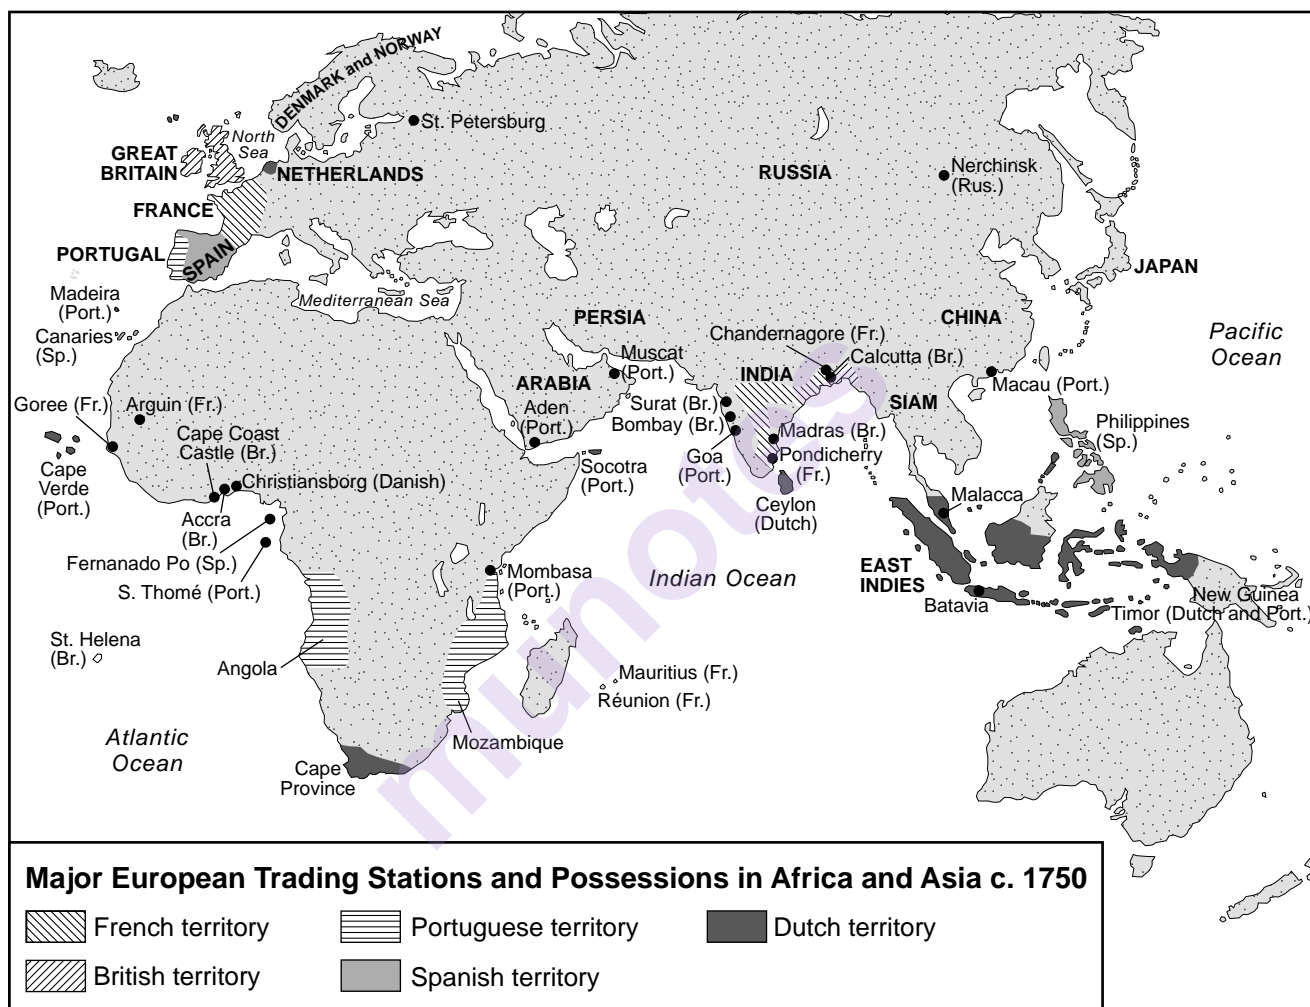 DENMARK and NORWAY
St. Petersburg
North
Sea
GREAT
BRITAIN
NETHERLANDS
RUSSIA
Nerchinsk
(Rus.)
FRANCE
PORTUGAL
SPAIN
JAPAN
Madeira
(Port.)
Mediterranean Sea
Canaries
(Sp.)
PERSIA
CHINA
Pacific
Ocean
Chandernagore (Fr.)
Calcutta (Br.)
Muscat
(Port.)
INDIA
ARABIA
Macau (Port.)
Goree (Fr.)
Arguin (Fr.)
Aden
(Port.)
Surat (Br.)
Bombay (Br.)
SIAM
Philippines
(Sp.)
Cape Coast
Castle (Br.)
Madras (Br.)
Goa
(Port.)
Pondicherry
(Fr.)
Cape
Verde
(Port.)
Christiansborg (Danish)
Socotra
(Port.)
Ceylon
(Dutch)
Malacca
Accra
(Br.)
Fernanado Po (Sp.)
S. Thomé (Port.)
Mombasa
(Port.)
Indian Ocean
EAST
INDIES
Batavia
New Guinea
Timor (Dutch and Port.)
St. Helena
(Br.)
Angola
Mauritius (Fr.)
Réunion (Fr.)
Atlantic
Ocean
Mozambique
Cape
Province
munotes
Major European Trading Stations and Possessions in Africa and Asia c. 1750
French territory
Portuguese territory
Dutch territory
British territory
Spanish territory